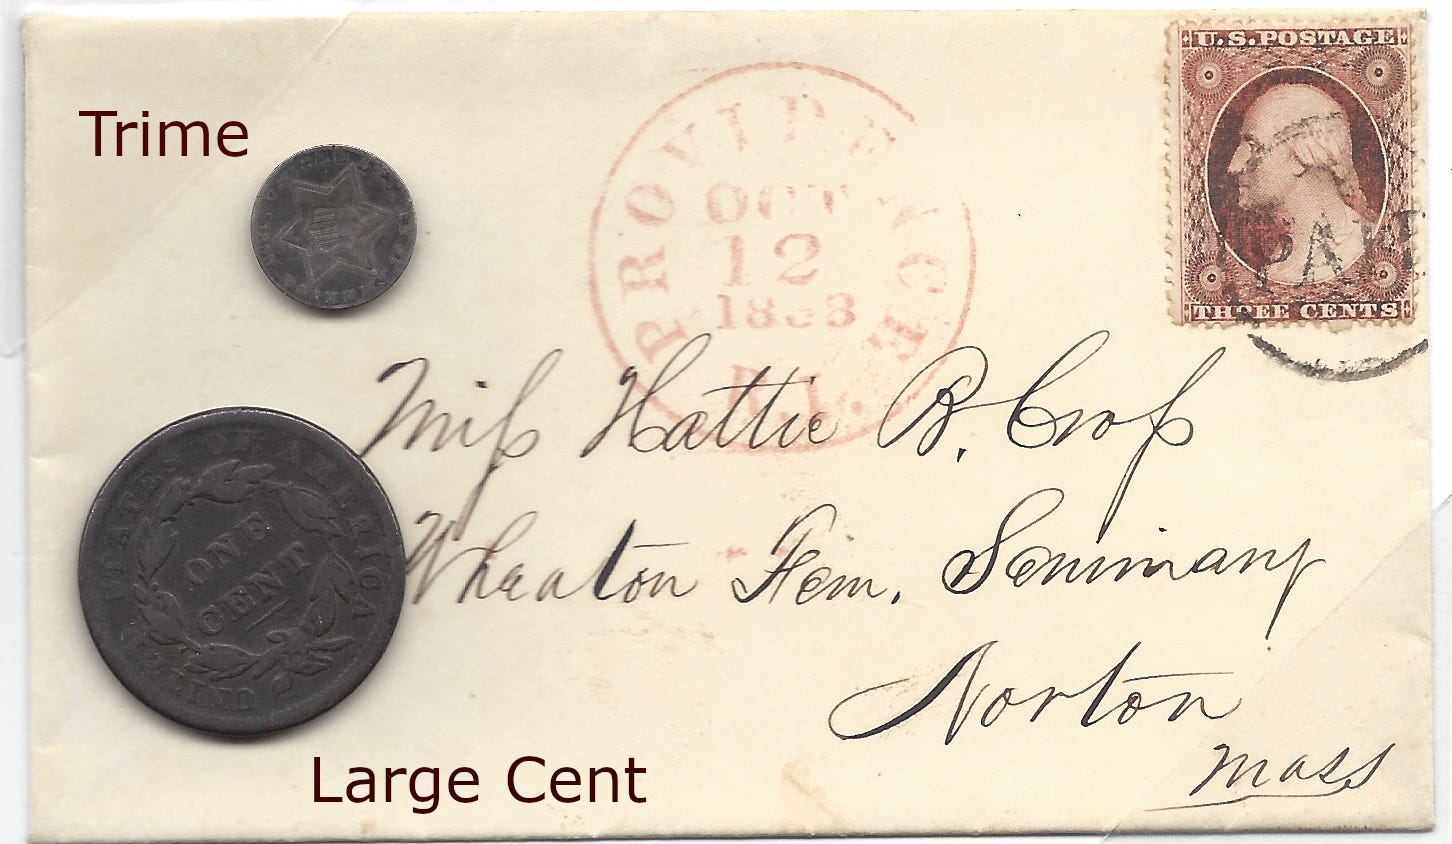 U.S. POSTAGE
THREE CENTS
PAID
Trime
PROVIDENCE
OCT
12
R.I.
Miss Hattie B. Cross
Wheaton Fem. Seminary
Norton
Mass
UNITED STATES OF AMERICA
ONE
CENT
Large Cent